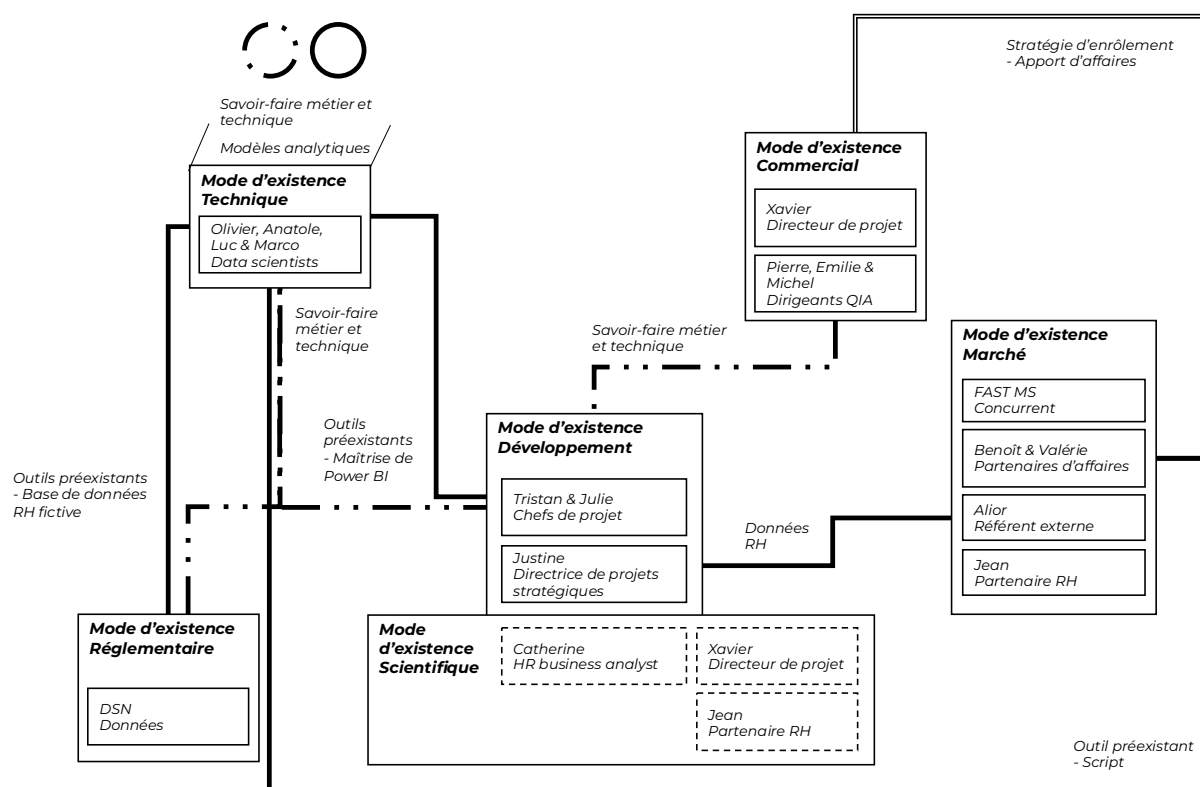 Stratégie d'enrôlement
- Apport d'affaires
Savoir-faire métier et
technique
Modèles analytiques
Mode d'existence
Technique
Olivier, Anatole,
Luc & Marco
Data scientists
Mode d'existence
Commercial
Xavier
Directeur de projet
Pierre, Emilie &
Michel
Dirigeants QIA
Savoir-faire
métier et
technique
Savoir-faire métier
et technique
Mode d'existence
Marché
FAST MS
Concurrent
Benoît & Valérie
Partenaires d'affaires
Alior
Référent externe
Jean
Partenaire RH
Outils
préexistants
- Maîtrise de
Power BI
Mode d'existence
Développement
Tristan & Julie
Chefs de projet
Justine
Directrice de projets
stratégiques
Outils préexistants
- Base de données
RH fictive
Données
RH
Mode d'existence
Réglementaire
DSN
Données
Mode
d'existence
Scientifique
Catherine
HR business analyst
Xavier
Directeur de projet
Jean
Partenaire RH
Outil préexistant
- Script